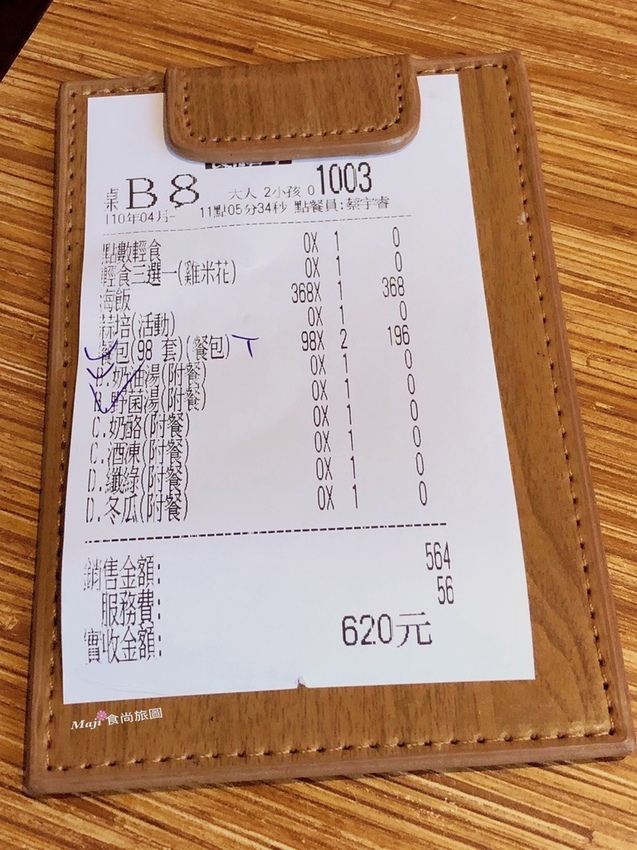 桌 B8 大人 2小孩 0 1003
110年04月- 11點05分34秒 點餐員:蔡宇睿
點數輕食 0X 1 0
輕食三選一(雞米花) 0X 1 0
海飯 368X 1 368
蒜培(活動) 0X 1 0
餐包(98 套)(餐包) 98X 2 196
B.奶油湯(附餐) 0X 1 0
B.野菌湯(附餐) 0X 1 0
C.奶酪(附餐) 0X 1 0
C.酒凍(附餐) 0X 1 0
D.纖綠(附餐) 0X 1 0
D.冬瓜(附餐) 0X 1 0
銷售金額: 564
服務費: 56
實收金額: 620元
Maji 食尚旅圖